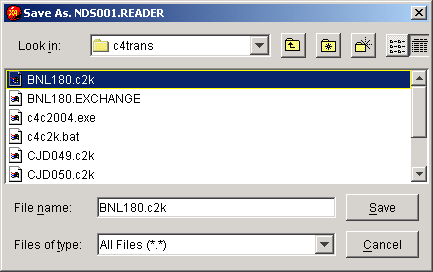 Save As. NDS001.READER
Look in: c4trans
BNL180.c2k
BNL180.EXCHANGE
c4c2004.exe
c4c2k.bat
CJD049.c2k
CJD050.c2k
File name: BNL180.c2k Save
Files of type: All Files (*.*) Cancel